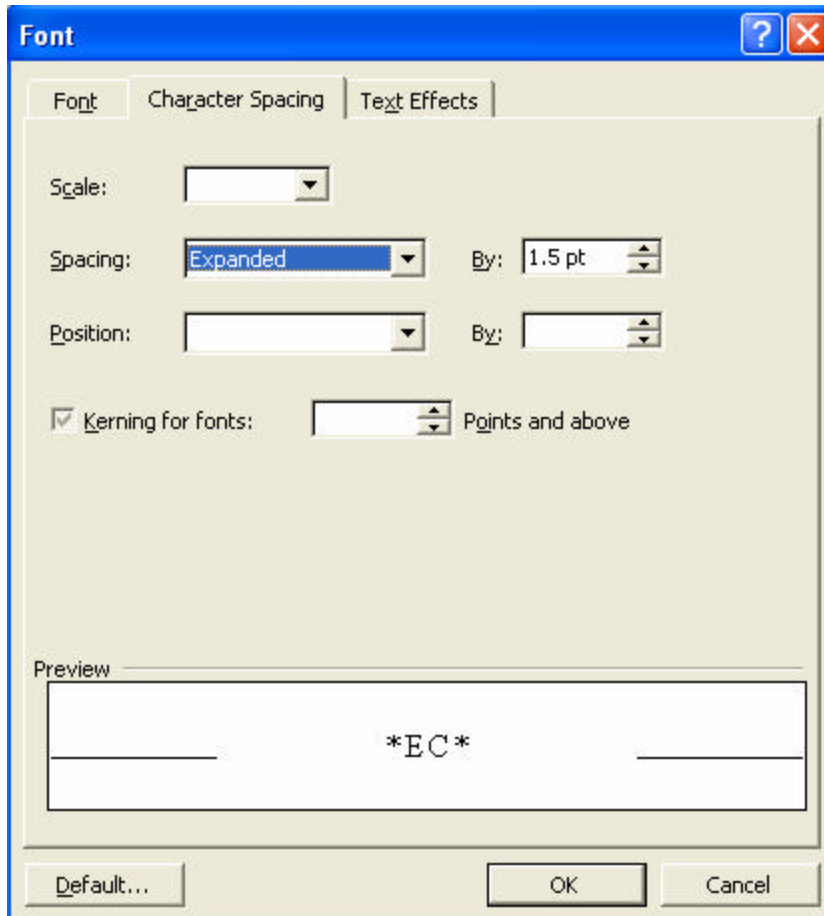 Font
Font Character Spacing Text Effects
Scale:
Spacing: Expanded By: 1.5 pt
Position: By:
Kerning for fonts: Points and above
Preview
*EC*
Default... OK Cancel